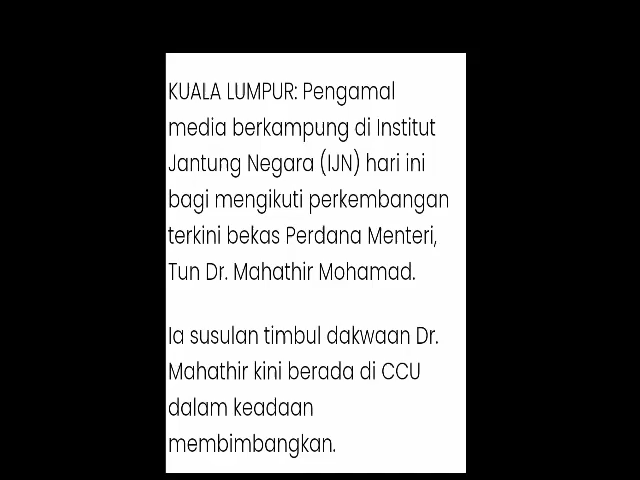 KUALA LUMPUR: Pengamal
media berkampung di Institut
Jantung Negara (IJN) hari ini
bagi mengikuti perkembangan
terkini bekas Perdana Menteri,
Tun Dr. Mahathir Mohamad.
Ia susulan timbul dakwaan Dr.
Mahathir kini berada di CCU
dalam keadaan
membimbangkan.